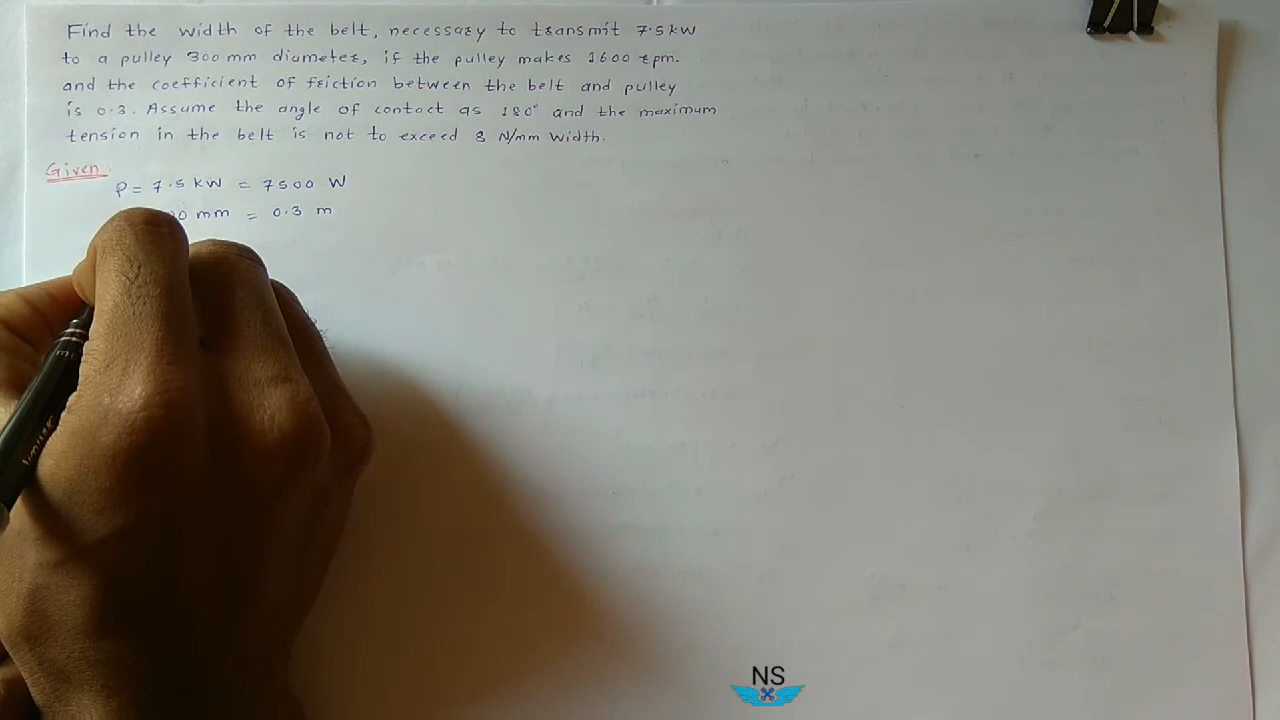 Find the width of the belt, necessary to transmit 7.5 kW
to a pulley 300 mm diameter, if the pulley makes 1600 rpm.
and the coefficient of friction between the belt and pulley
is 0.3. Assume the angle of contact as 180° and the maximum
tension in the belt is not to exceed 8 N/mm Width.
Given
P = 7.5 kW = 7500 W
mm = 0.3 m
NS